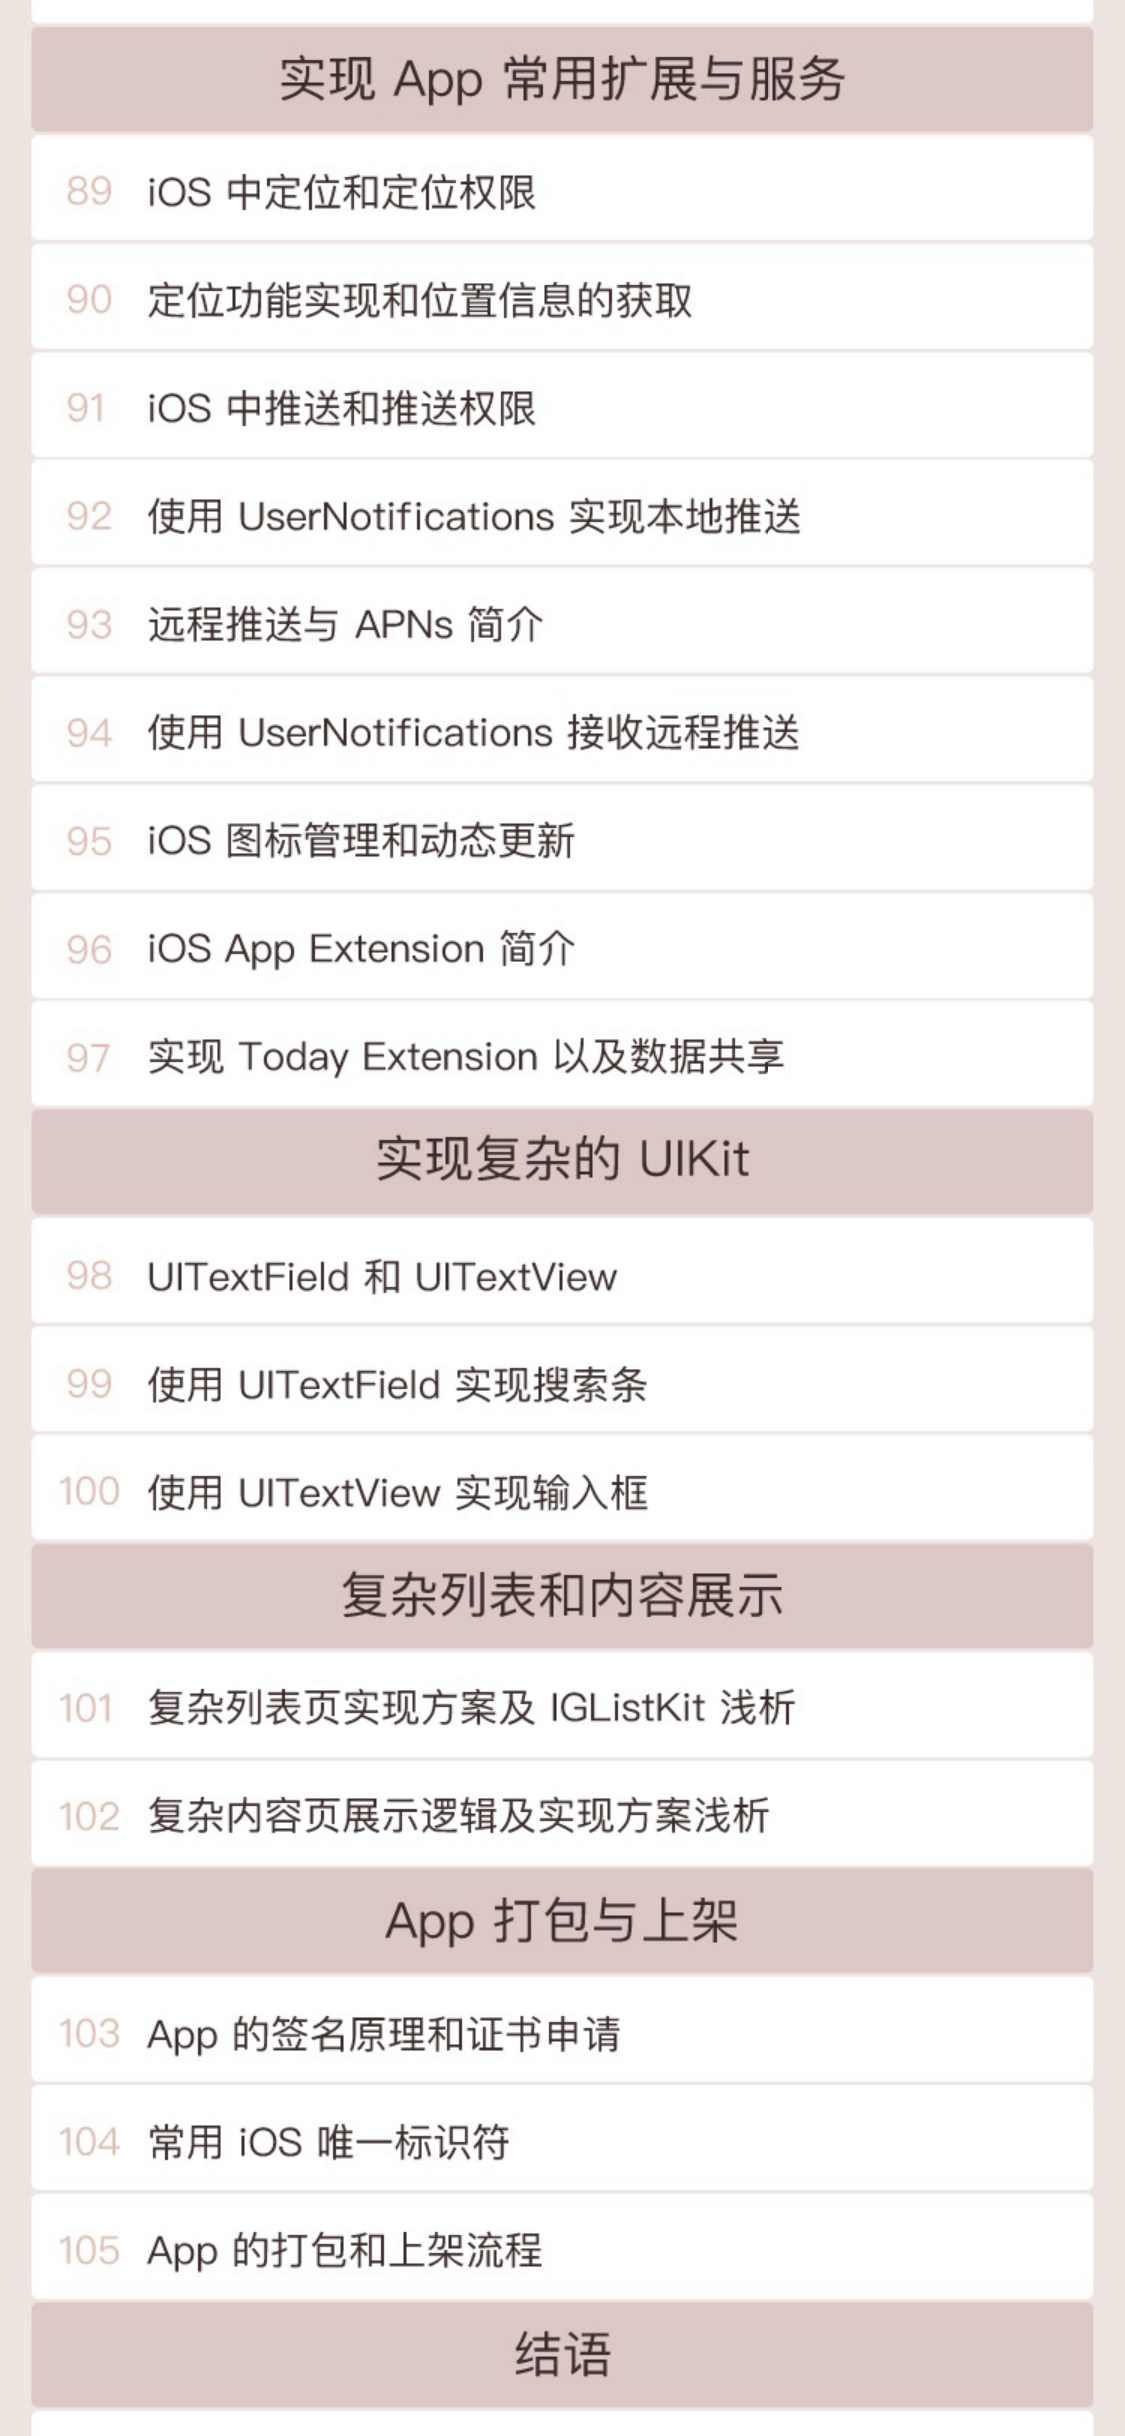 实现 App 常用扩展与服务
89 iOS 中定位和定位权限
90 定位功能实现和位置信息的获取
91 iOS 中推送和推送权限
92 使用 UserNotifications 实现本地推送
93 远程推送与 APNs 简介
94 使用 UserNotifications 接收远程推送
95 iOS 图标管理和动态更新
96 iOS App Extension 简介
97 实现 Today Extension 以及数据共享
实现复杂的 UIKit
98 UITextField 和 UITextView
99 使用 UITextField 实现搜索条
100 使用 UITextView 实现输入框
复杂列表和内容展示
101 复杂列表页实现方案及 IGListKit 浅析
102 复杂内容页展示逻辑及实现方案浅析
App 打包与上架
103 App 的签名原理和证书申请
104 常用 iOS 唯一标识符
105 App 的打包和上架流程
结语